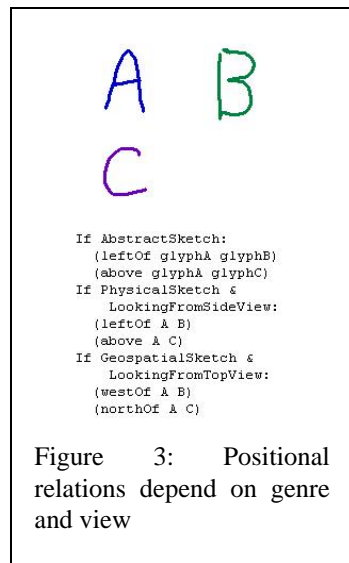 A B
C
If AbstractSketch:
(leftOf glyphA glyphB)
(above glyphA glyphC)
If PhysicalSketch &
LookingFromSideView:
(leftOf A B)
(above A C)
If GeospatialSketch &
LookingFromTopView:
(westOf A B)
(northOf A C)
Figure 3: Positional
relations depend on genre
and view